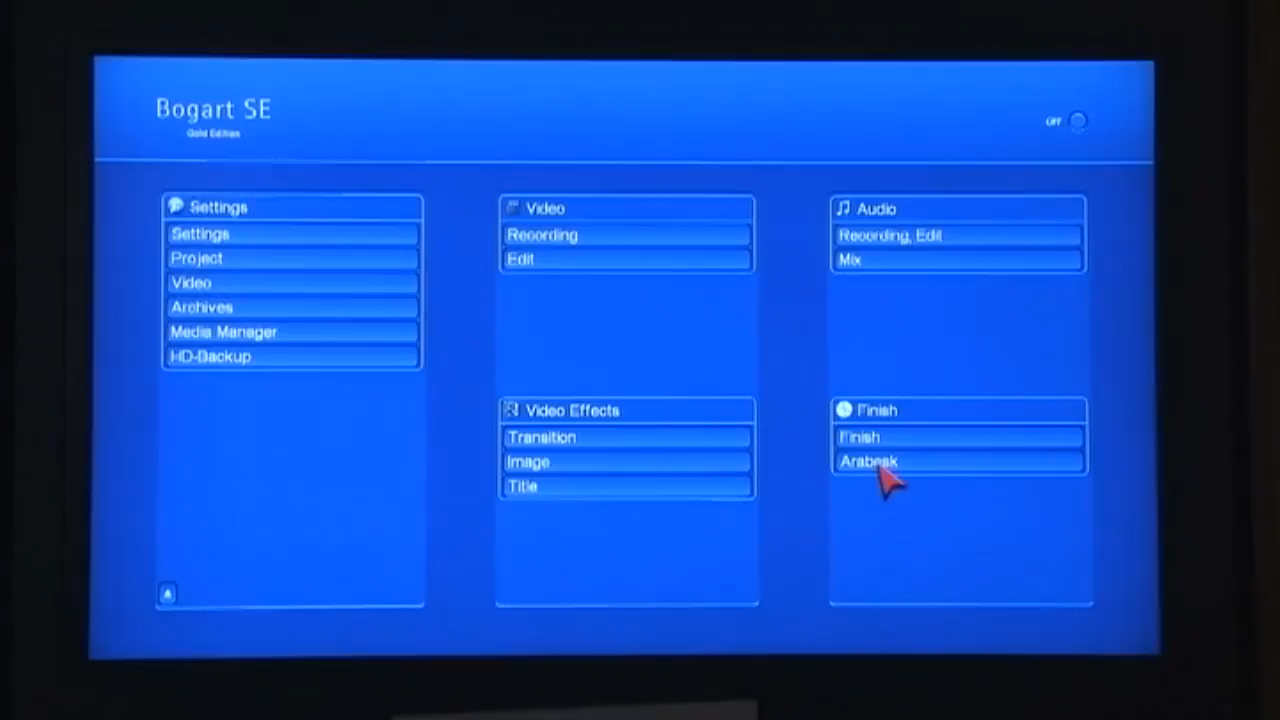 Bogart SE
Gold Edition
OFF
Settings
Settings
Project
Video
Archives
Media Manager
HD-Backup
Video
Recording
Edit
Audio
Recording, Edit
Mix
Video Effects
Transition
Image
Title
Finish
Finish
Arabesk